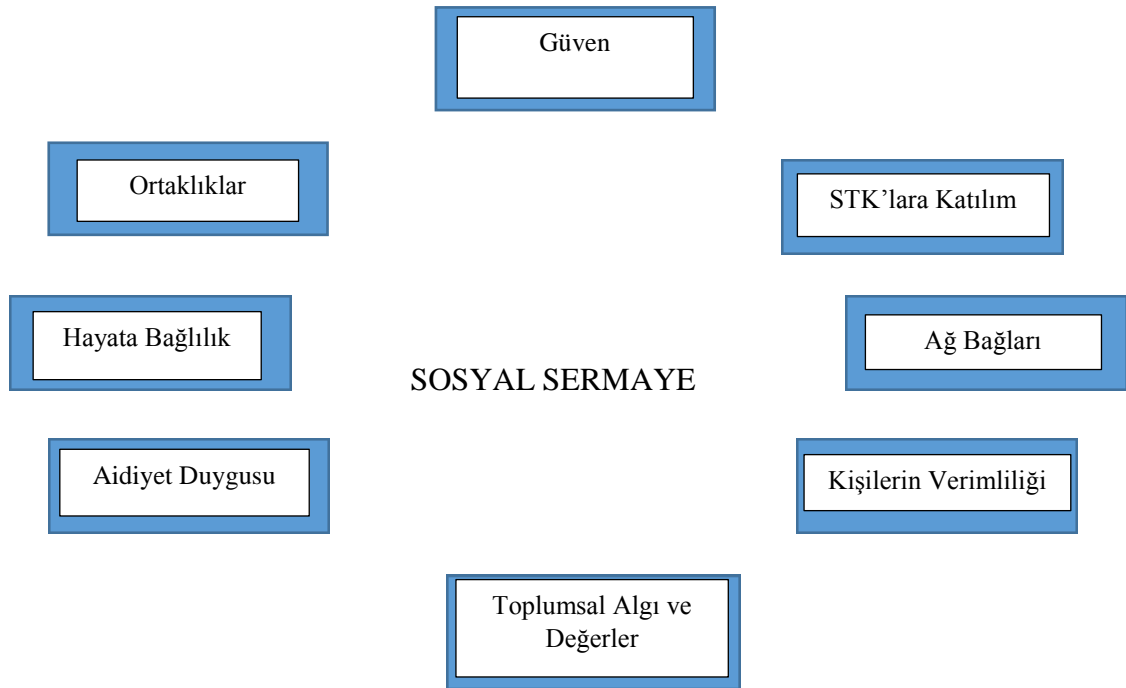 Güven
Ortaklıklar
STK’lara Katılım
Hayata Bağlılık
Ağ Bağları
SOSYAL SERMAYE
Aidiyet Duygusu
Kişilerin Verimliliği
Toplumsal Algı ve
Değerler